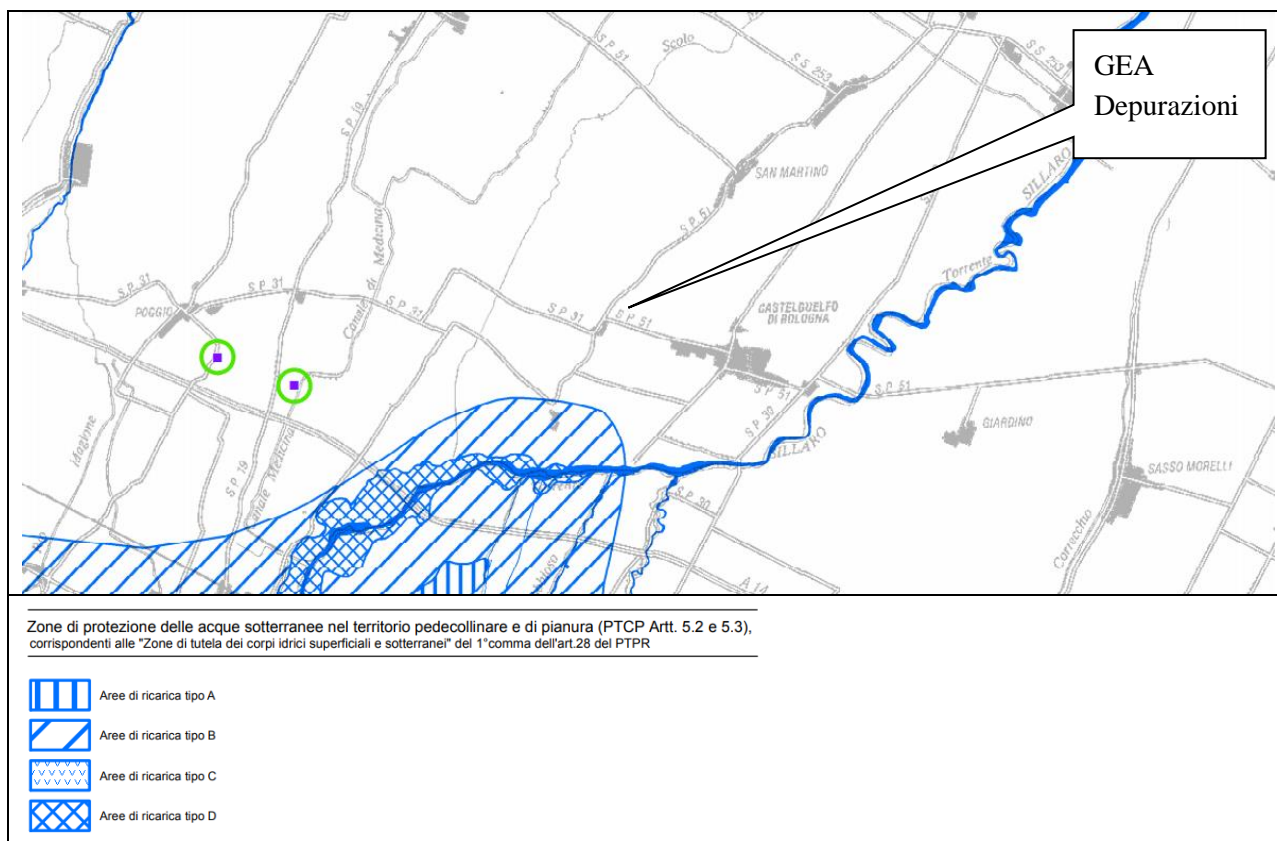 GEA
Depurazioni
S.P. 51
Scolo
S.S. 253
S.S. 253
S.P. 19
SAN MARTINO
SILLARO
Canale di Medicina
S.P. 51
Torrente
S.P. 31
S.P. 31
POGGIO
S.P. 31
S.P. 31
S.P. 51
CASTELGUELFO
DI BOLOGNA
S.P. 51
S.P. 51
GIARDINO
S.P. 30
SILLARO
SASSO MORELLI
S.P. 19
Canale Medicina
S.P. 30
Correcchio
A 14
Zone di protezione delle acque sotterranee nel territorio pedecollinare e di pianura (PTCP Artt. 5.2 e 5.3),
corrispondenti alle "Zone di tutela dei corpi idrici superficiali e sotterranei" del 1°comma dell'art.28 del PTPR
Aree di ricarica tipo A
Aree di ricarica tipo B
Aree di ricarica tipo C
Aree di ricarica tipo D